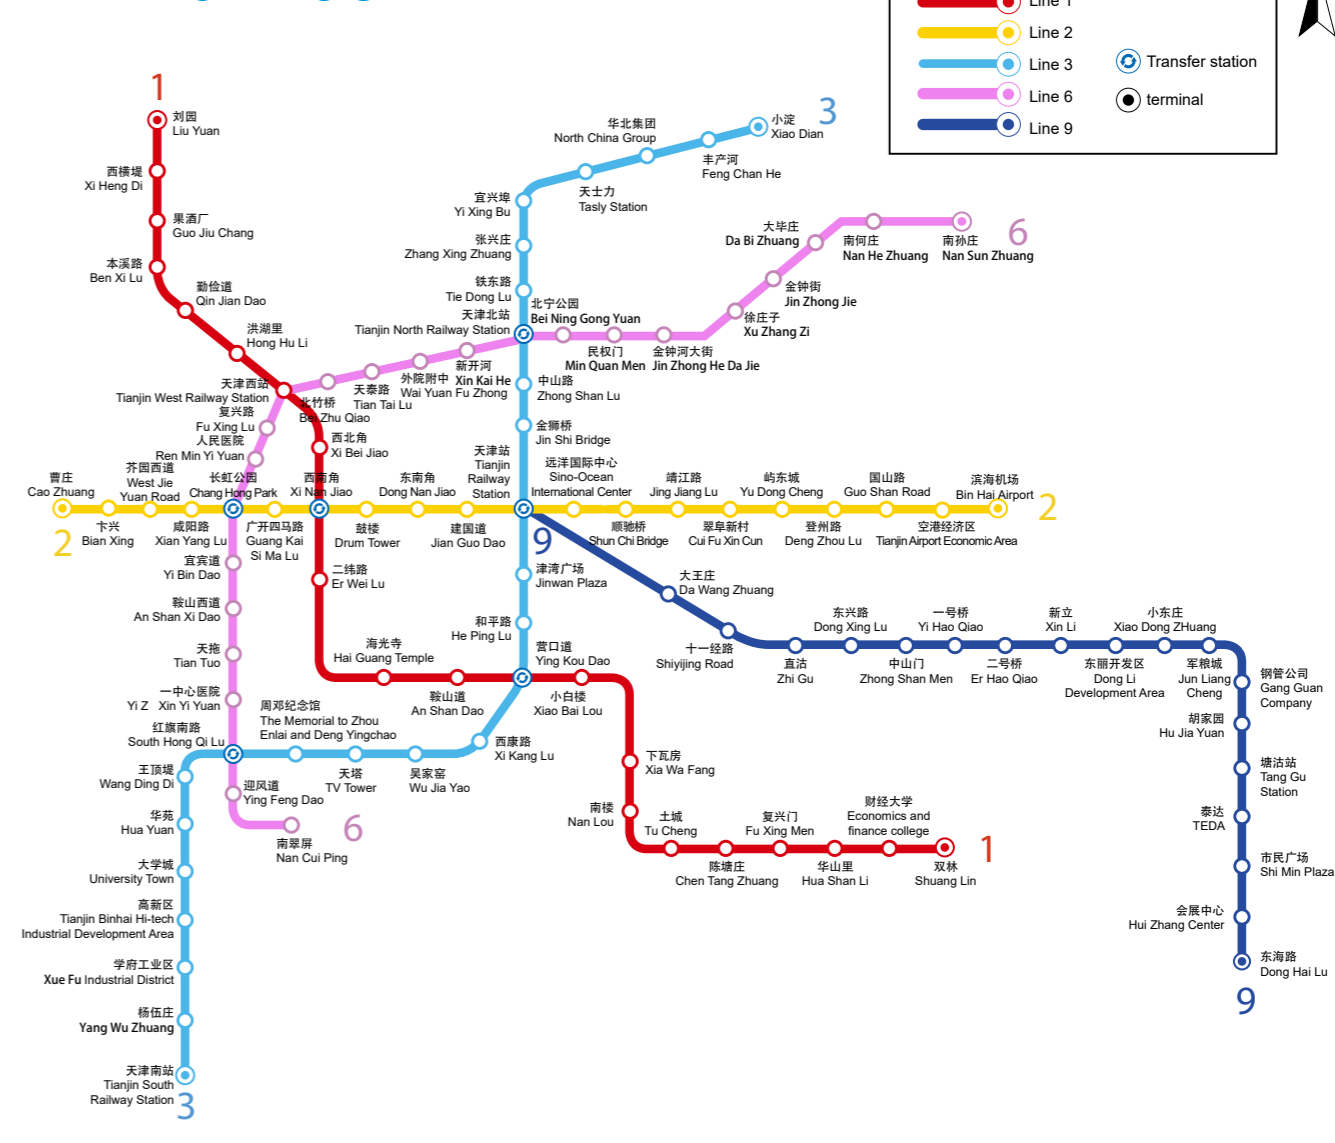 Line 1
Line 2
Line 3
Line 6
Line 9
Transfer station
terminal
1
刘园
Liu Yuan
西横堤
Xi Heng Di
果酒厂
Guo Jiu Chang
本溪路
Ben Xi Lu
勤俭道
Qin Jian Dao
洪湖里
Hong Hu Li
天津西站
Tianjin West Railway Station
复兴路
Fu Xing Lu
人民医院
Ren Min Yi Yuan
北竹桥
Bei Zhu Qiao
天泰路
Tian Tai Lu
外院附中
Wai Yuan Fu Zhong
新开河
Xin Kai He
西北角
Xi Bei Jiao
3
小淀
Xiao Dian
华北集团
North China Group
丰产河
Feng Chan He
天士力
Tasly Station
宜兴埠
Yi Xing Bu
张兴庄
Zhang Xing Zhuang
铁东路
Tie Dong Lu
天津北站
Tianjin North Railway Station
北宁公园
Bei Ning Gong Yuan
民权门
Min Quan Men
金钟河大街
Jin Zhong He Da Jie
徐庄子
Xu Zhang Zi
金钟街
Jin Zhong Jie
大毕庄
Da Bi Zhuang
南何庄
Nan He Zhuang
南孙庄
Nan Sun Zhuang
6
中山路
Zhong Shan Lu
金狮桥
Jin Shi Bridge
天津站
Tianjin
Railway
Station
曹庄
Cao Zhuang
2
卞兴
Bian Xing
芥园西道
West Jie
Yuan Road
咸阳路
Xian Yang Lu
长虹公园
Chang Hong Park
广开四马路
Guang Kai
Si Ma Lu
西南角
Xi Nan Jiao
鼓楼
Drum Tower
东南角
Dong Nan Jiao
建国道
Jian Guo Dao
远洋国际中心
Sino-Ocean
International Center
顺驰桥
Shun Chi Bridge
靖江路
Jing Jiang Lu
翠阜新村
Cui Fu Xin Cun
屿东城
Yu Dong Cheng
登州路
Deng Zhou Lu
国山路
Guo Shan Road
空港经济区
Tianjin Airport Economic Area
滨海机场
Bin Hai Airport
2
9
宜宾道
Yi Bin Dao
鞍山西道
An Shan Xi Dao
天拖
Tian Tuo
一中心医院
Yi Z Xin Yi Yuan
红旗南路
South Hong Qi Lu
迎风道
Ying Feng Dao
南翠屏
Nan Cui Ping
6
二纬路
Er Wei Lu
海光寺
Hai Guang Temple
鞍山道
An Shan Dao
营口道
Ying Kou Dao
小白楼
Xiao Bai Lou
下瓦房
Xia Wa Fang
南楼
Nan Lou
土城
Tu Cheng
陈塘庄
Chen Tang Zhuang
复兴门
Fu Xing Men
华山里
Hua Shan Li
财经大学
Economics and
finance college
双林
Shuang Lin
1
津湾广场
Jinwan Plaza
和平路
He Ping Lu
西康路
Xi Kang Lu
吴家窑
Wu Jia Yao
天塔
TV Tower
周邓纪念馆
The Memorial to Zhou
Enlai and Deng Yingchao
王顶堤
Wang Ding Di
华苑
Hua Yuan
大学城
University Town
高新区
Tianjin Binhai Hi-tech
Industrial Development Area
学府工业区
Xue Fu Industrial District
杨伍庄
Yang Wu Zhuang
天津南站
Tianjin South
Railway Station
3
大王庄
Da Wang Zhuang
十一经路
Shiyijing Road
直沽
Zhi Gu
东兴路
Dong Xing Lu
中山门
Zhong Shan Men
一号桥
Yi Hao Qiao
二号桥
Er Hao Qiao
新立
Xin Li
东丽开发区
Dong Li
Development Area
小东庄
Xiao Dong ZHuang
军粮城
Jun Liang
Cheng
钢管公司
Gang Guan
Company
胡家园
Hu Jia Yuan
塘沽站
Tang Gu
Station
泰达
TEDA
市民广场
Shi Min Plaza
会展中心
Hui Zhang Center
东海路
Dong Hai Lu
9